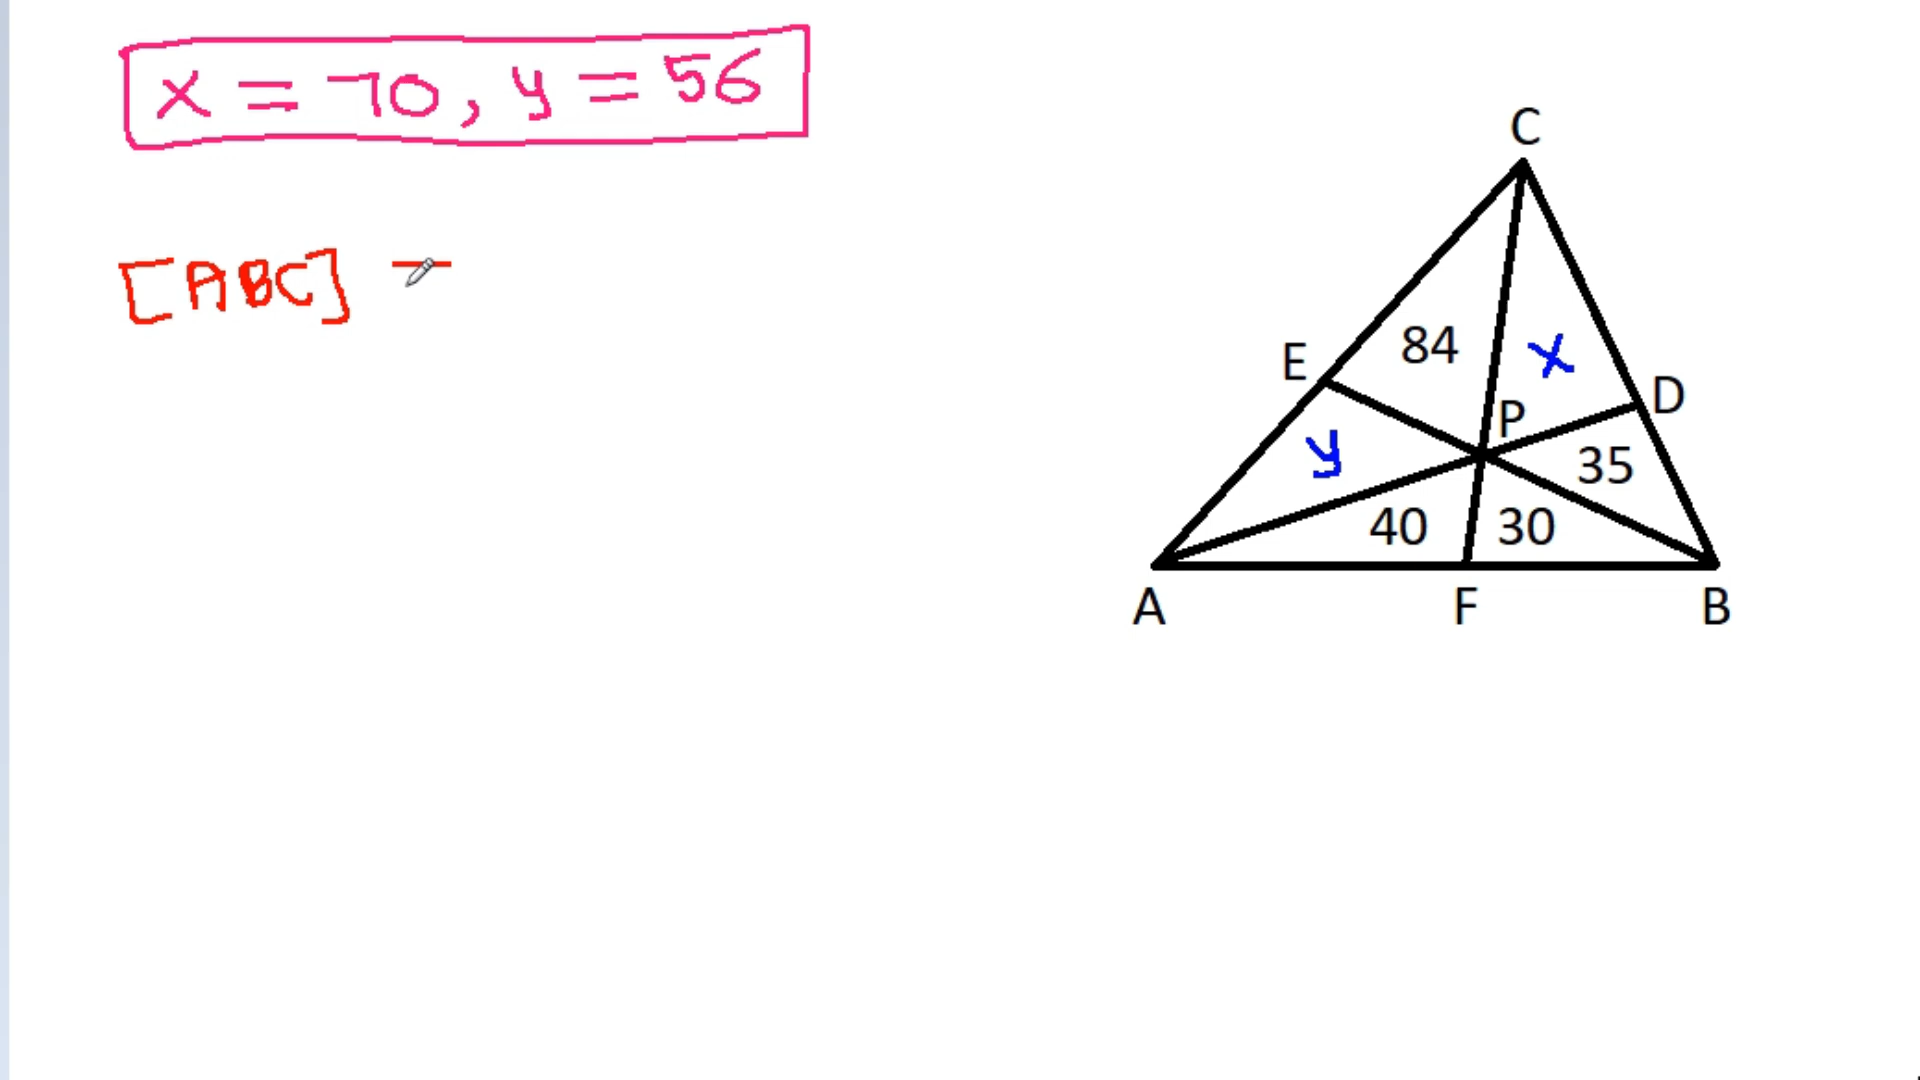 x = 70, y = 56
[ABC] =
C
E
84
x
D
P
y
35
40
30
A
F
B